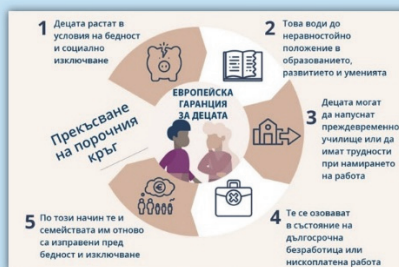 1 Децата растат в
условия на бедност
и социално
изключване
2 Това води до
неравностойно
положение в
образованието,
развитието и уменията
ЕВРОПЕЙСКА
ГАРАНЦИЯ
ЗА ДЕЦАТА
Прекъсване
на порочния
кръг
3 Децата могат
да напуснат
преждевременно
училище или да
имат трудности
при намирането
на работа
4 Те се озовават
в състояние на
дългосрочна
безработица или
нископлатена работа
5 По този начин те и
семействата им отново
са изправени пред
бедност и изключване